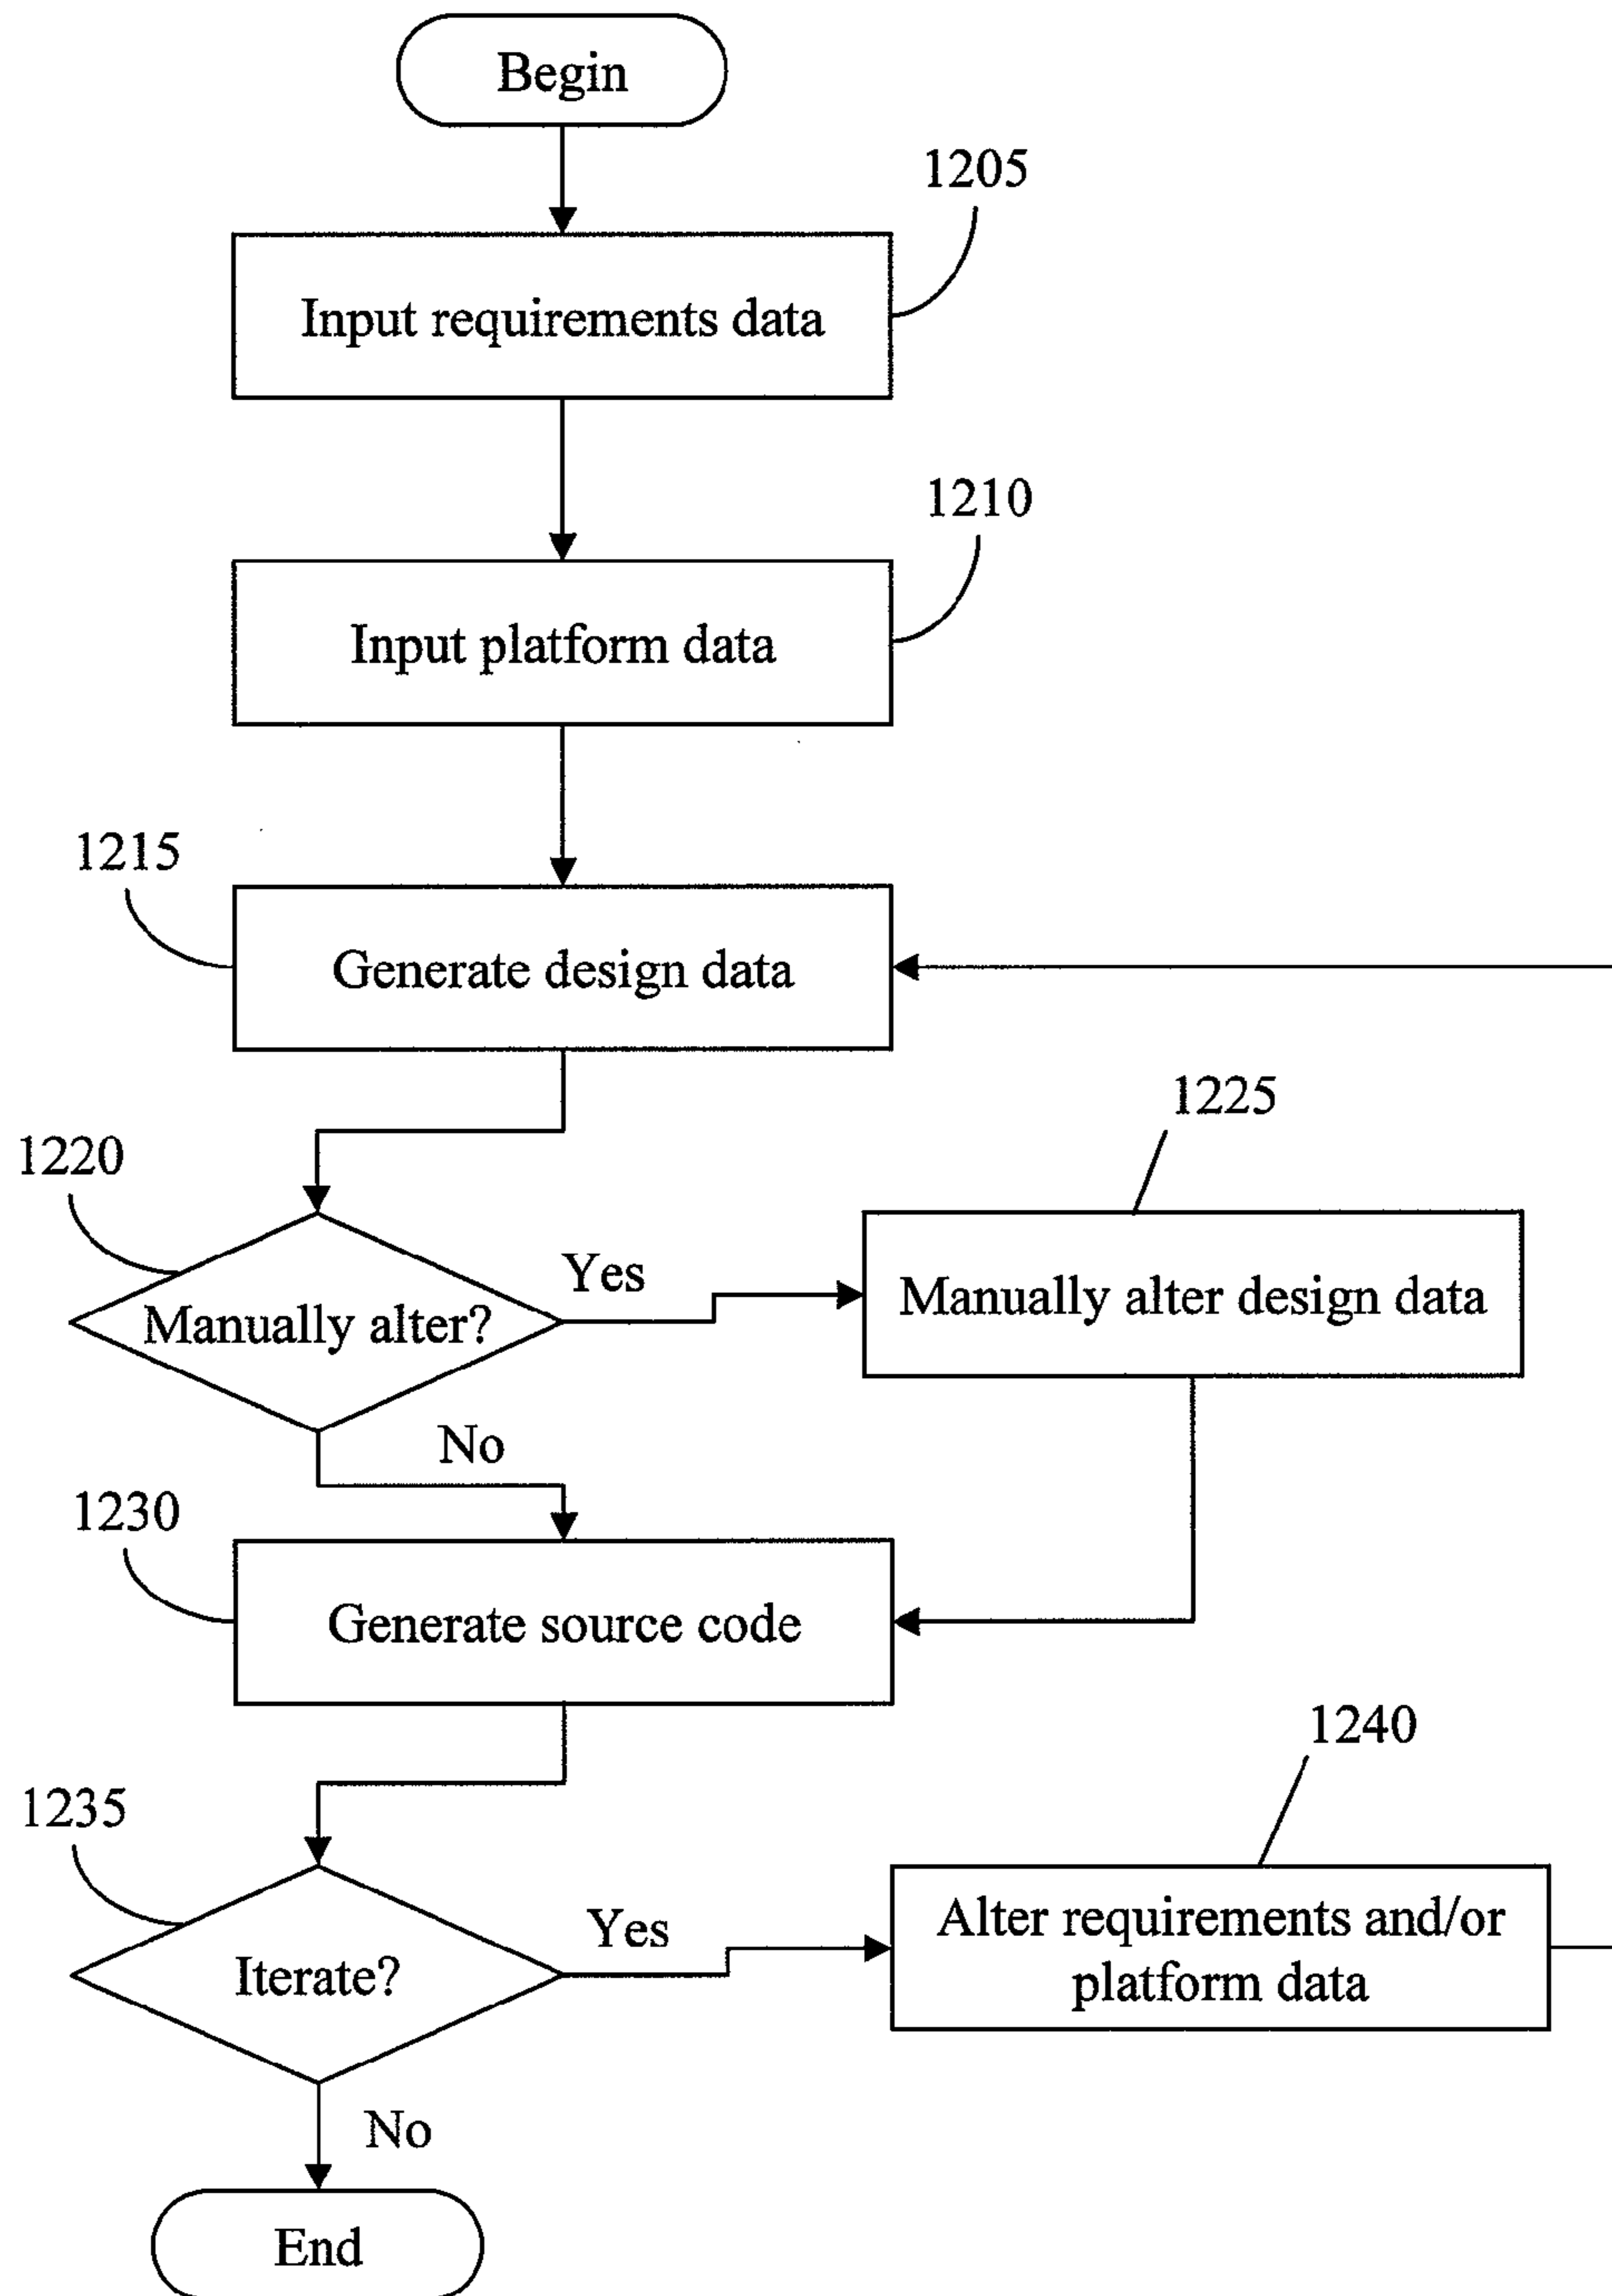 Begin
1205
Input requirements data
1210
Input platform data
1215
Generate design data
1225
1220
Yes
Manually alter design data
Manually alter?
No
1230
Generate source code
1240
1235
Yes
Alter requirements and/or
platform data
Iterate?
No
End